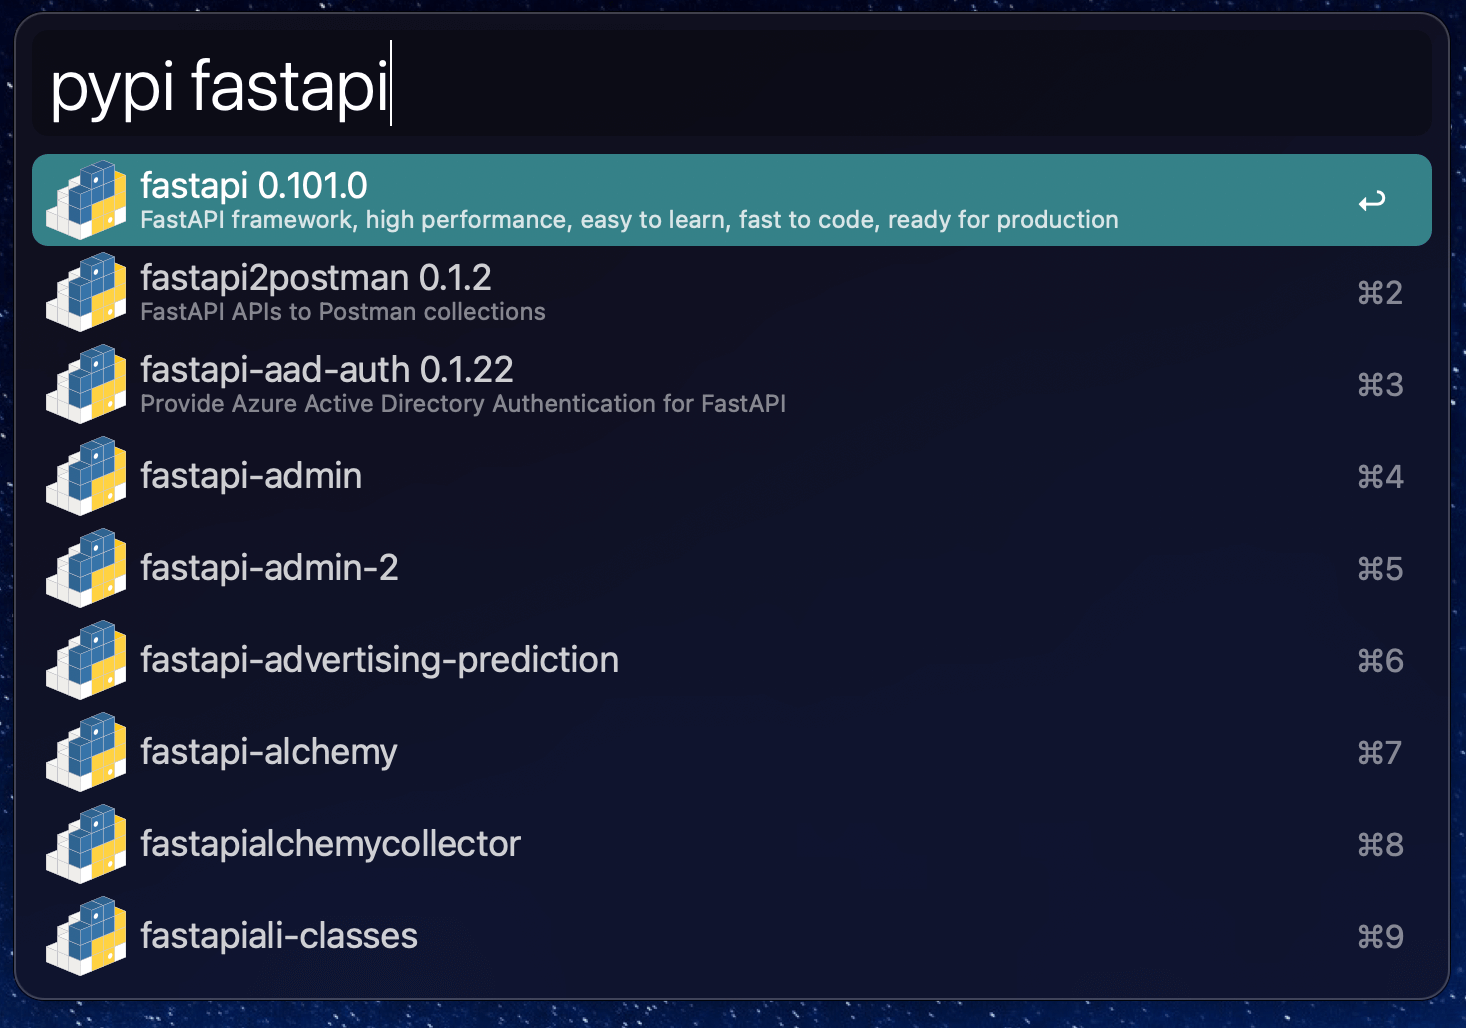 pypi fastapi
fastapi 0.101.0
FastAPI framework, high performance, easy to learn, fast to code, ready for production
↩
fastapi2postman 0.1.2
FastAPI APIs to Postman collections
⌘2
fastapi-aad-auth 0.1.22
Provide Azure Active Directory Authentication for FastAPI
⌘3
fastapi-admin
⌘4
fastapi-admin-2
⌘5
fastapi-advertising-prediction
⌘6
fastapi-alchemy
⌘7
fastapialchemycollector
⌘8
fastapiali-classes
⌘9